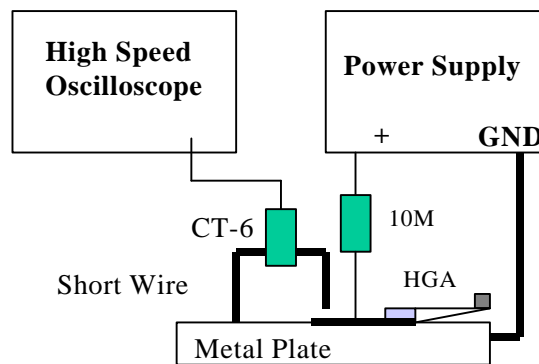 High Speed
Oscilloscope
Power Supply
+
GND
CT-6
10M
Short Wire
HGA
Metal Plate